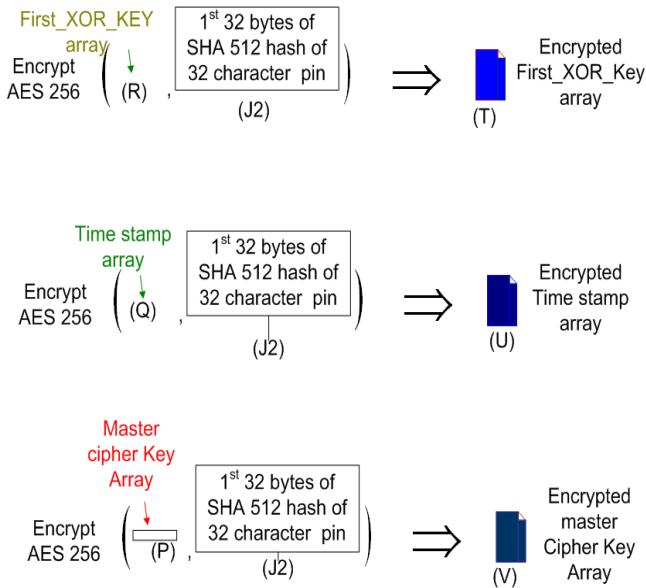 First_XOR_KEY
array
Encrypt
AES 256
(R)
,
1st 32 bytes of
SHA 512 hash of
32 character pin
(J2)
(T)
Encrypted
First_XOR_Key
array
Time stamp
array
Encrypt
AES 256
(Q)
,
1st 32 bytes of
SHA 512 hash of
32 character pin
(J2)
(U)
Encrypted
Time stamp
array
Master
cipher Key
Array
Encrypt
AES 256
(P)
,
1st 32 bytes of
SHA 512 hash of
32 character pin
(J2)
(V)
Encrypted
master
Cipher Key
Array